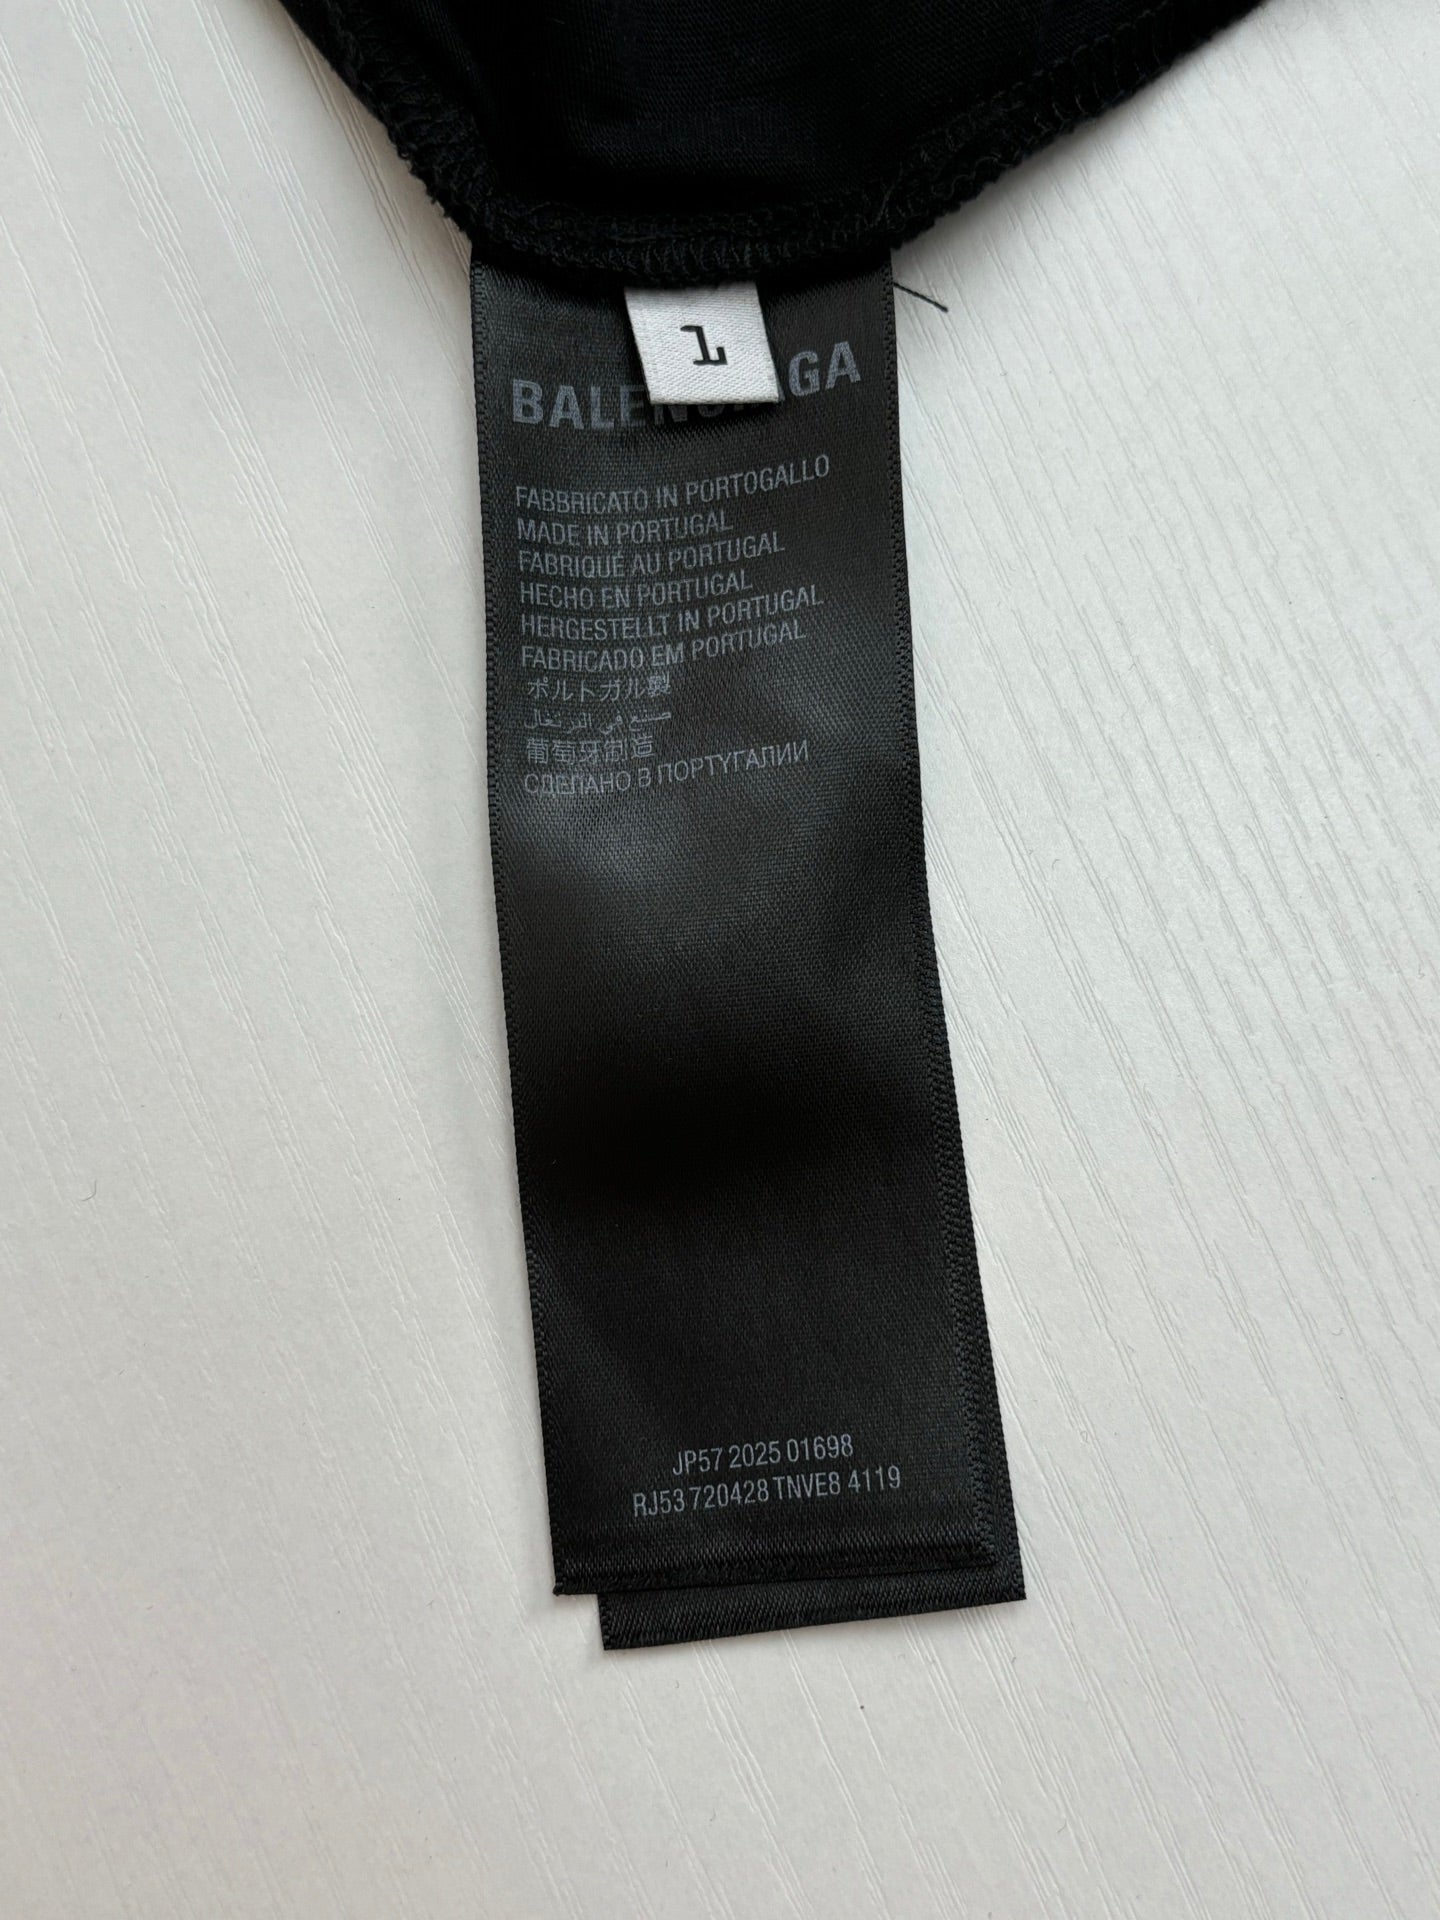 L
BALENCIAGA
FABBRICATO IN PORTOGALLO
MADE IN PORTUGAL
FABRIQUÉ AU PORTUGAL
HECHO EN PORTUGAL
HERGESTELLT IN PORTUGAL
FABRICADO EM PORTUGAL
ポルトガル製
صنع في البرتغال
葡萄牙制造
СДЕЛАНО В ПОРТУГАЛИИ
JP57 2025 01698
RJ53 720428 TNVE8 4119